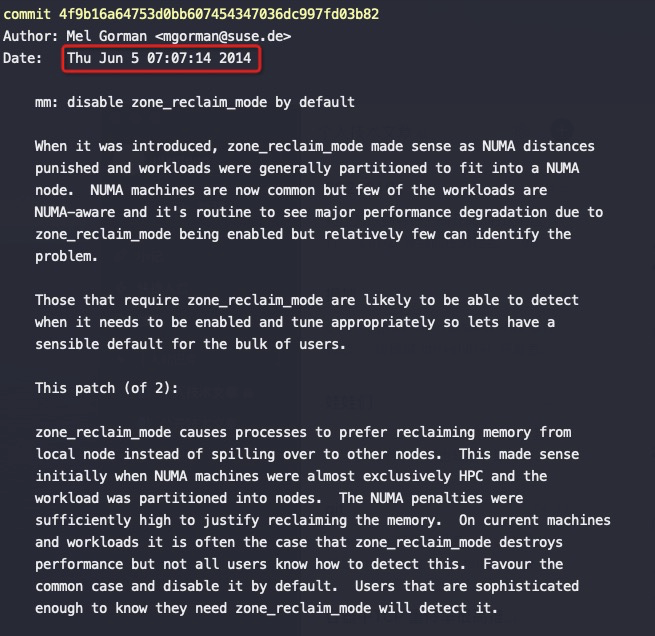 commit 4f9b16a64753d0bb607454347036dc997fd03b82
Author: Mel Gorman <mgorman@suse.de>
Date: Thu Jun 5 07:07:14 2014
mm: disable zone_reclaim_mode by default
When it was introduced, zone_reclaim_mode made sense as NUMA distances
punished and workloads were generally partitioned to fit into a NUMA
node. NUMA machines are now common but few of the workloads are
NUMA-aware and it's routine to see major performance degradation due to
zone_reclaim_mode being enabled but relatively few can identify the
problem.
Those that require zone_reclaim_mode are likely to be able to detect
when it needs to be enabled and tune appropriately so lets have a
sensible default for the bulk of users.
This patch (of 2):
zone_reclaim_mode causes processes to prefer reclaiming memory from
local node instead of spilling over to other nodes. This made sense
initially when NUMA machines were almost exclusively HPC and the
workload was partitioned into nodes. The NUMA penalties were
sufficiently high to justify reclaiming the memory. On current machines
and workloads it is often the case that zone_reclaim_mode destroys
performance but not all users know how to detect this. Favour the
common case and disable it by default. Users that are sophisticated
enough to know they need zone_reclaim_mode will detect it.